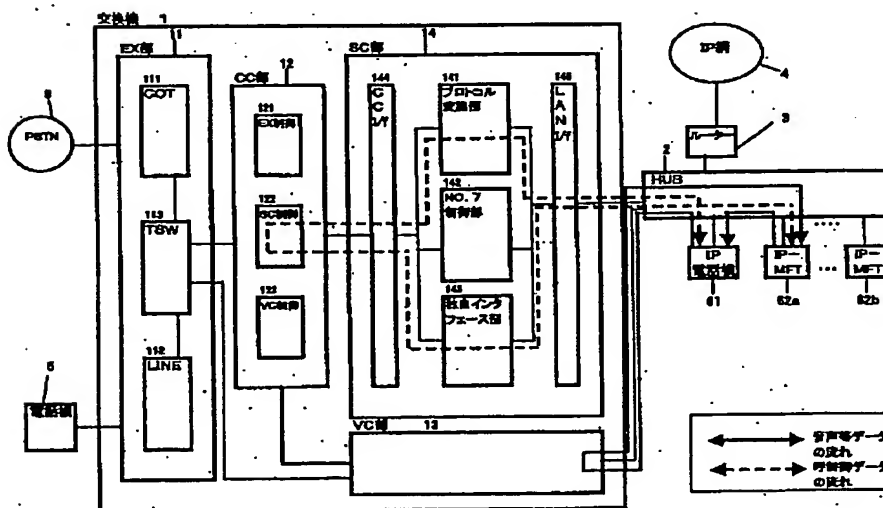 交換機 1
EX部 11
111
COT
113
TSW
112
LINE
CC部 12
121
EX制御
122
SC制御
123
VC制御
SC部 14
144
CC I/f
141
プロトコル
変換部
142
NO.7
制御部
143
独自インタ
フェース部
LAN I/f
VC部 13
PSTN
5
電話機
IP網
4
ルータ
3
2
HUB
IP
電話機
61
IP-
MFT
62a
IP-
MFT
62b
音声等データ
の流れ
呼制御データ
の流れ